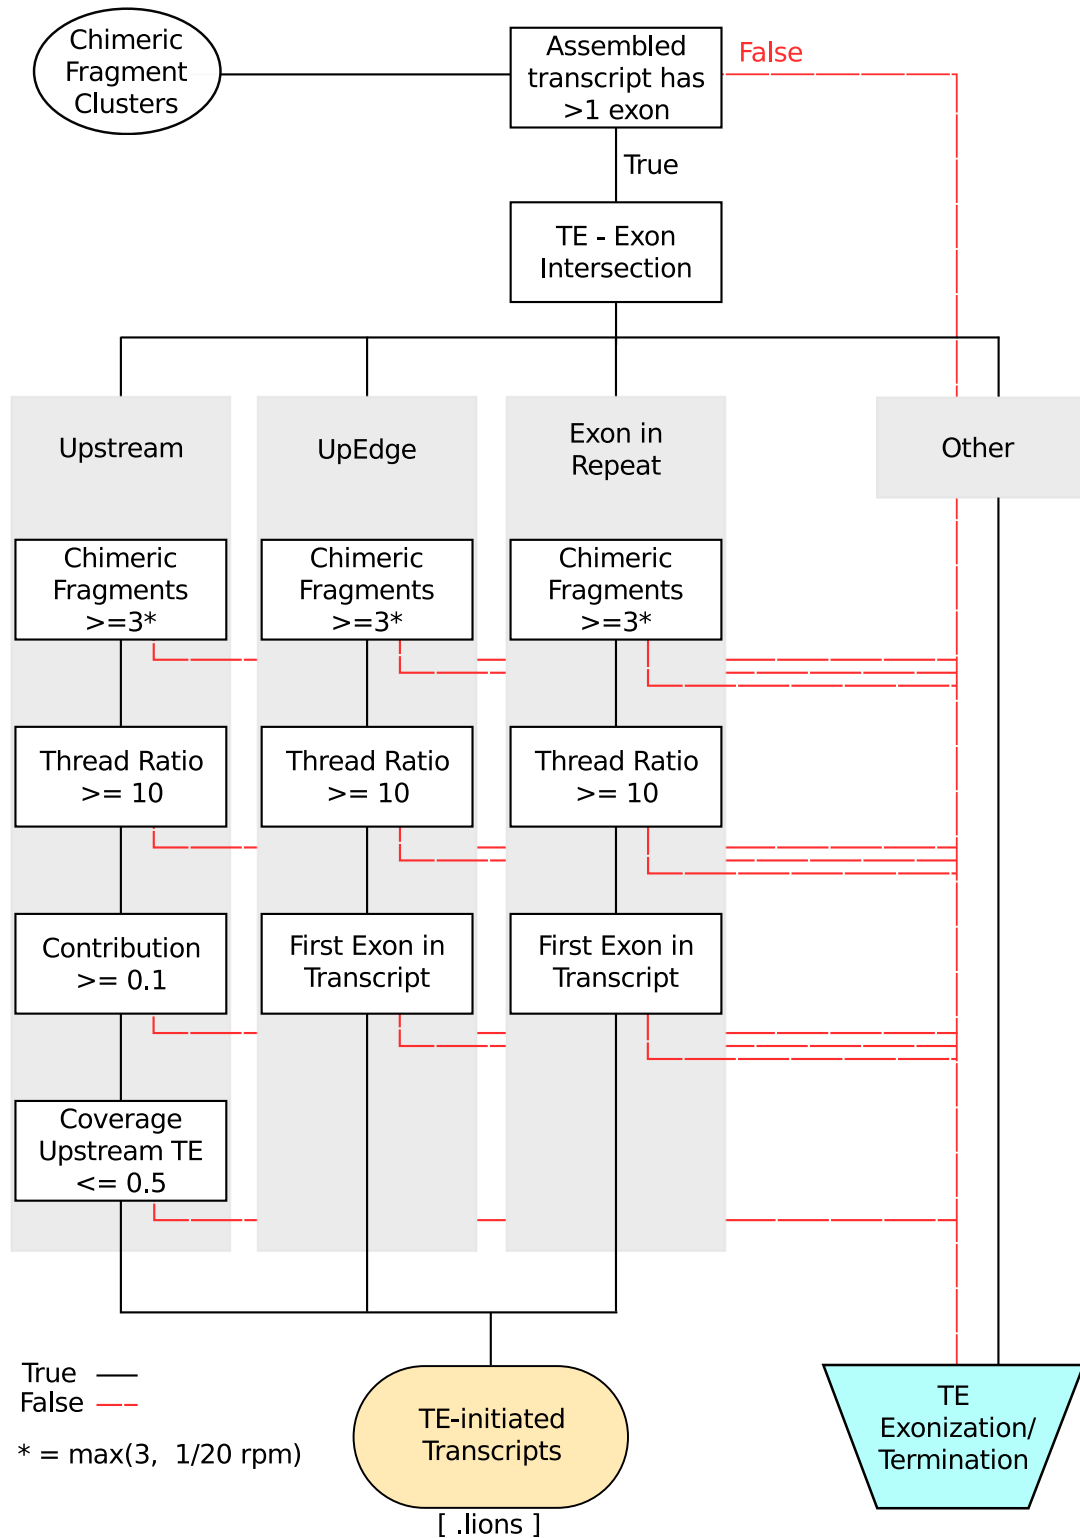 Chimeric
Fragment
Clusters
Assembled
transcript has
>1 exon
False
True
TE - Exon
Intersection
Upstream
UpEdge
Exon in
Repeat
Other
Chimeric
Fragments
>=3*
Chimeric
Fragments
>=3*
Chimeric
Fragments
>=3*
Thread Ratio
>= 10
Thread Ratio
>= 10
Thread Ratio
>= 10
Contribution
>= 0.1
First Exon in
Transcript
First Exon in
Transcript
Coverage
Upstream TE
<= 0.5
True
False
* = max(3, 1/20 rpm)
TE-initiated
Transcripts
[ .lions ]
TE
Exonization/
Termination